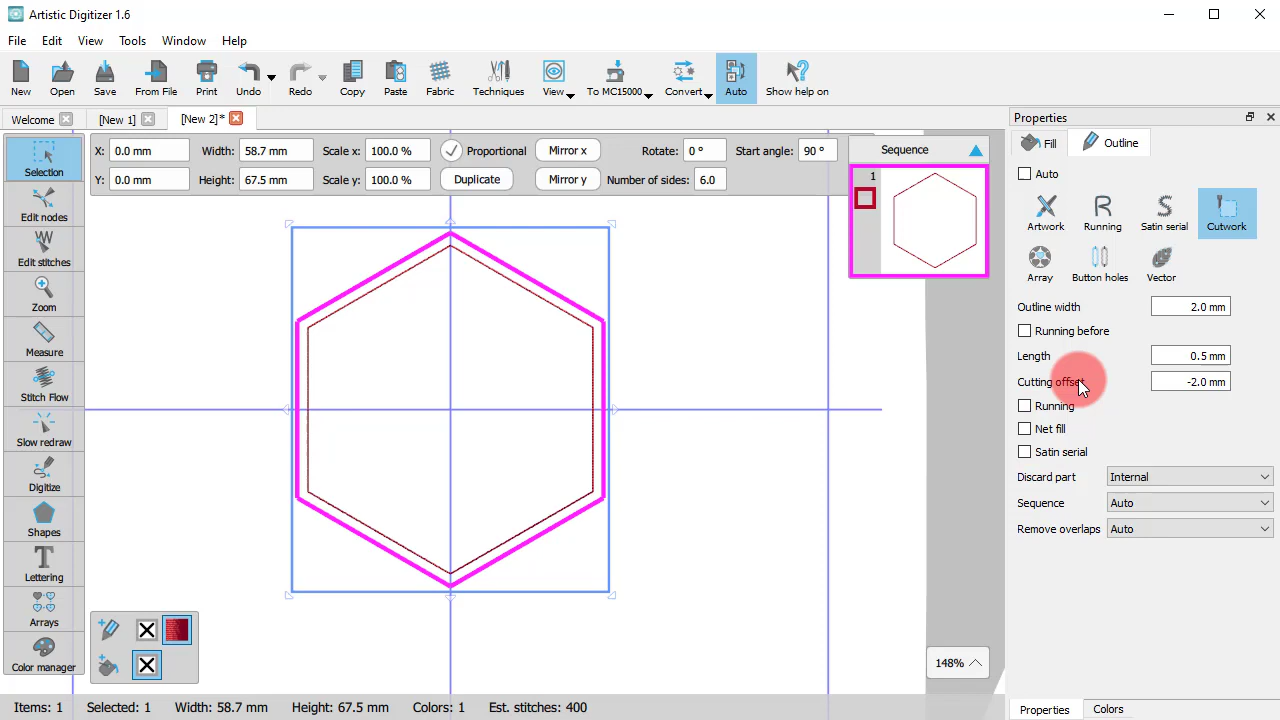 Artistic Digitizer 1.6
File Edit View Tools Window Help
New Open Save From File Print Undo Redo Copy Paste Fabric Techniques View To MC15000 Convert Auto Show help on
Welcome [New 1] [New 2]*
Properties
Fill Outline
X: 0.0 mm Width: 58.7 mm Scale x: 100.0 % Proportional Mirror x Rotate: 0 ° Start angle: 90 °
Y: 0.0 mm Height: 67.5 mm Scale y: 100.0 % Duplicate Mirror y Number of sides: 6.0
Sequence
1
Selection
Edit nodes
Edit stitches
Zoom
Measure
Stitch Flow
Slow redraw
Digitize
Shapes
Lettering
Arrays
Color manager
Auto
Artwork Running Satin serial Cutwork
Array Button holes Vector
Outline width 2.0 mm
Running before
Length 0.5 mm
Cutting offset -2.0 mm
Running
Net fill
Satin serial
Discard part Internal
Sequence Auto
Remove overlaps Auto
148%
Items: 1 Selected: 1 Width: 58.7 mm Height: 67.5 mm Colors: 1 Est. stitches: 400
Properties Colors